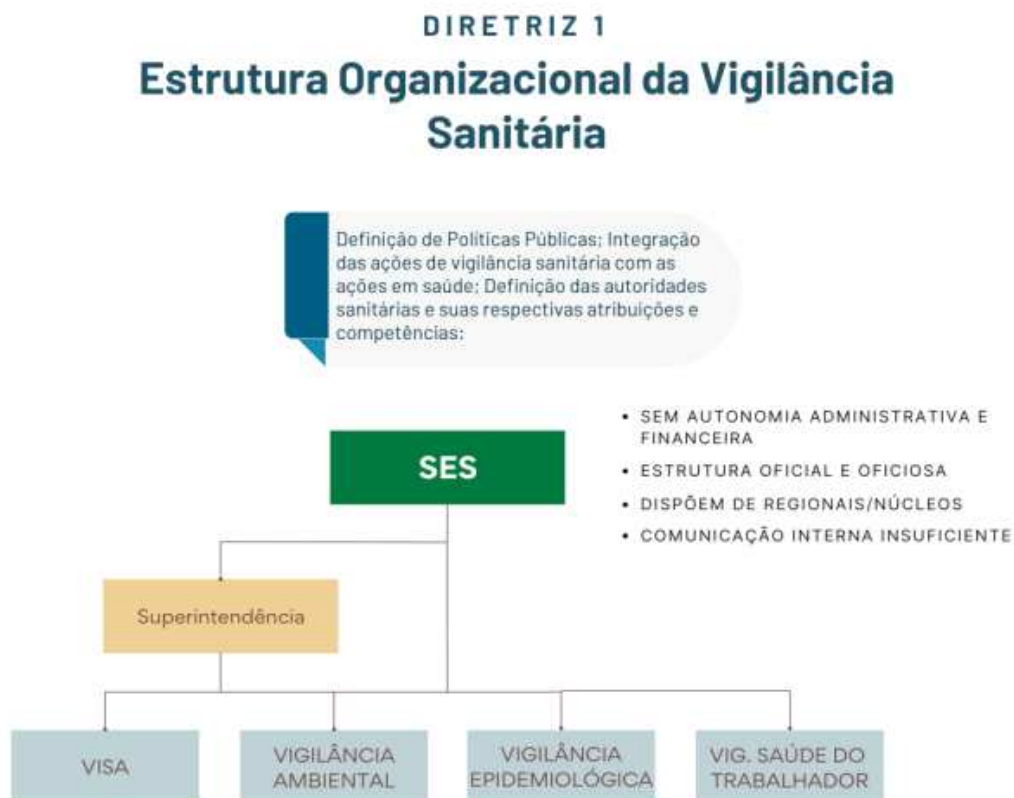 DIRETRIZ 1
Estrutura Organizacional da Vigilância
Sanitária
Definição de Políticas Públicas; Integração
das ações de vigilância sanitária com as
ações em saúde; Definição das autoridades
sanitárias e suas respectivas atribuições e
competências:
• SEM AUTONOMIA ADMINISTRATIVA E
FINANCEIRA
• ESTRUTURA OFICIAL E OFICIOSA
• DISPÕEM DE REGIONAIS/NÚCLEOS
• COMUNICAÇÃO INTERNA INSUFICIENTE
SES
Superintendência
VISA
VIGILÂNCIA
AMBIENTAL
VIGILÂNCIA
EPIDEMIOLÓGICA
VIG. SAÚDE DO
TRABALHADOR